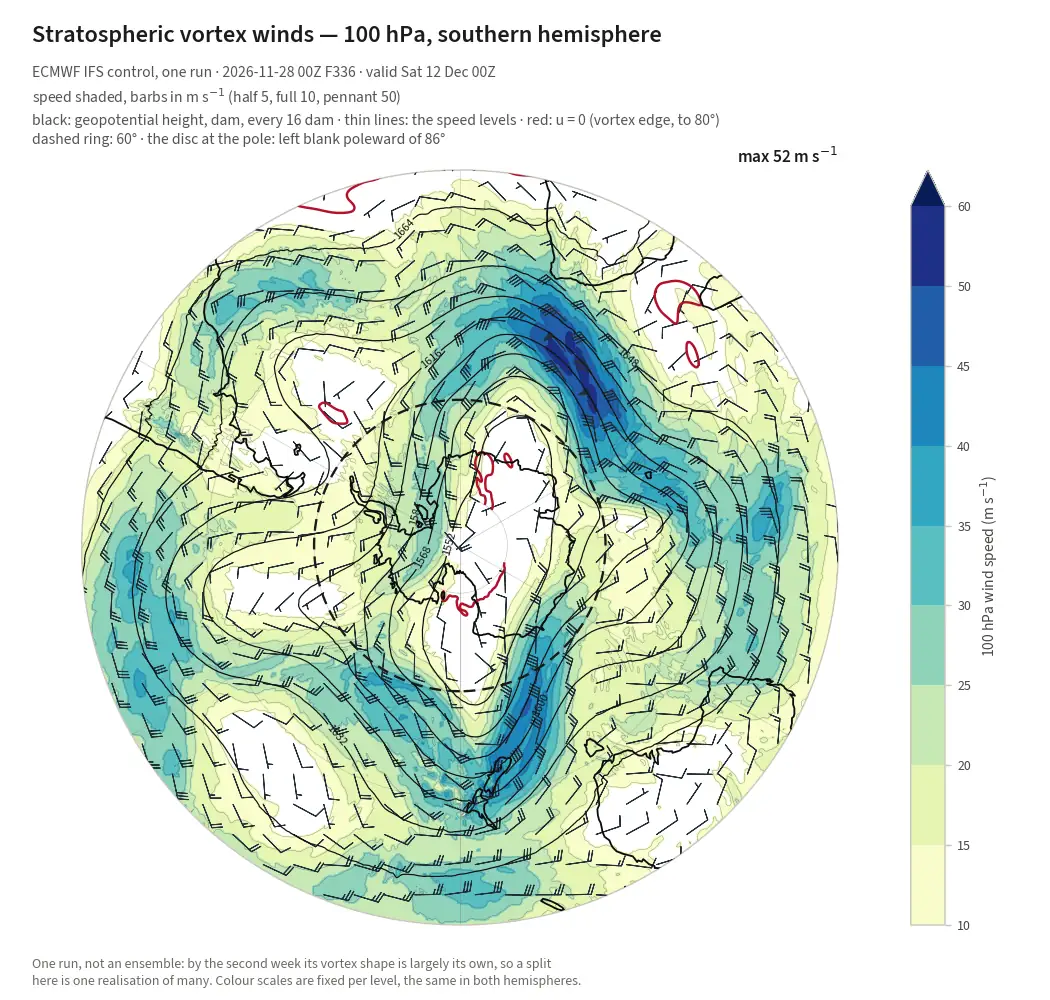 Stratospheric vortex winds — 100 hPa, southern hemisphere
ECMWF IFS control, one run · 2026-11-28 00Z F336 · valid Sat 12 Dec 00Z
speed shaded, barbs in m s⁻¹ (half 5, full 10, pennant 50)
black: geopotential height, dam, every 16 dam · thin lines: the speed levels · red: u = 0 (vortex edge, to 80°)
dashed ring: 60° · the disc at the pole: left blank poleward of 86°
max 52 m s⁻¹
1664
1616
1648
1568
1552
1632
60
50
45
40
35
30
25
20
15
10
100 hPa wind speed (m s⁻¹)
One run, not an ensemble: by the second week its vortex shape is largely its own, so a split
here is one realisation of many. Colour scales are fixed per level, the same in both hemispheres.